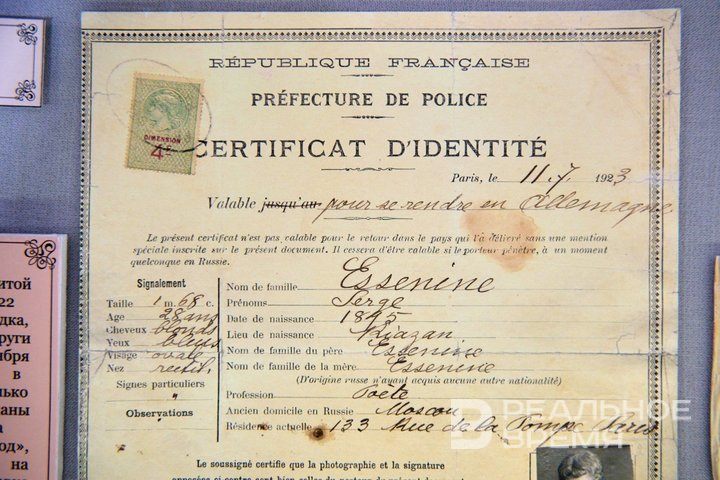 RÉPUBLIQUE FRANÇAISE
PRÉFECTURE DE POLICE
DIMENSION
CERTIFICAT D'IDENTITÉ
Paris, le 11.7. 1923
Valable jusqu'au pour se rendre en Allemagne
Le présent certificat n'est pas calable pour le retour dans le pays qui l'a délivré sans une mention
spéciale inscrite sur le présent document. Il cessera d'être calable si le porteur pénètre, à un moment
quelconque en Russie.
Signalement
Taille 1 m. 68 c.
Age 28 ans
Cheveux blonds
Yeux bleus
Visage ovale
Nez
Signes particuliers
Observations
Nom de famille Essenine
Prénoms Serge
Date de naissance 1895
Lieu de naissance Riazan
Nom de famille du père Essenine
Nom de famille de la mère Essenine
(D'origine russe n'ayant acquis aucune autre nationalité)
Profession Poète
Ancien domicile en Russie Moscou
Résidence actuelle 133 Rue de la Pompe Paris
Le soussigné certifie que la photographie et la signature
РЕАЛЬНОЕ
ВРЕМЯ
22
в
на